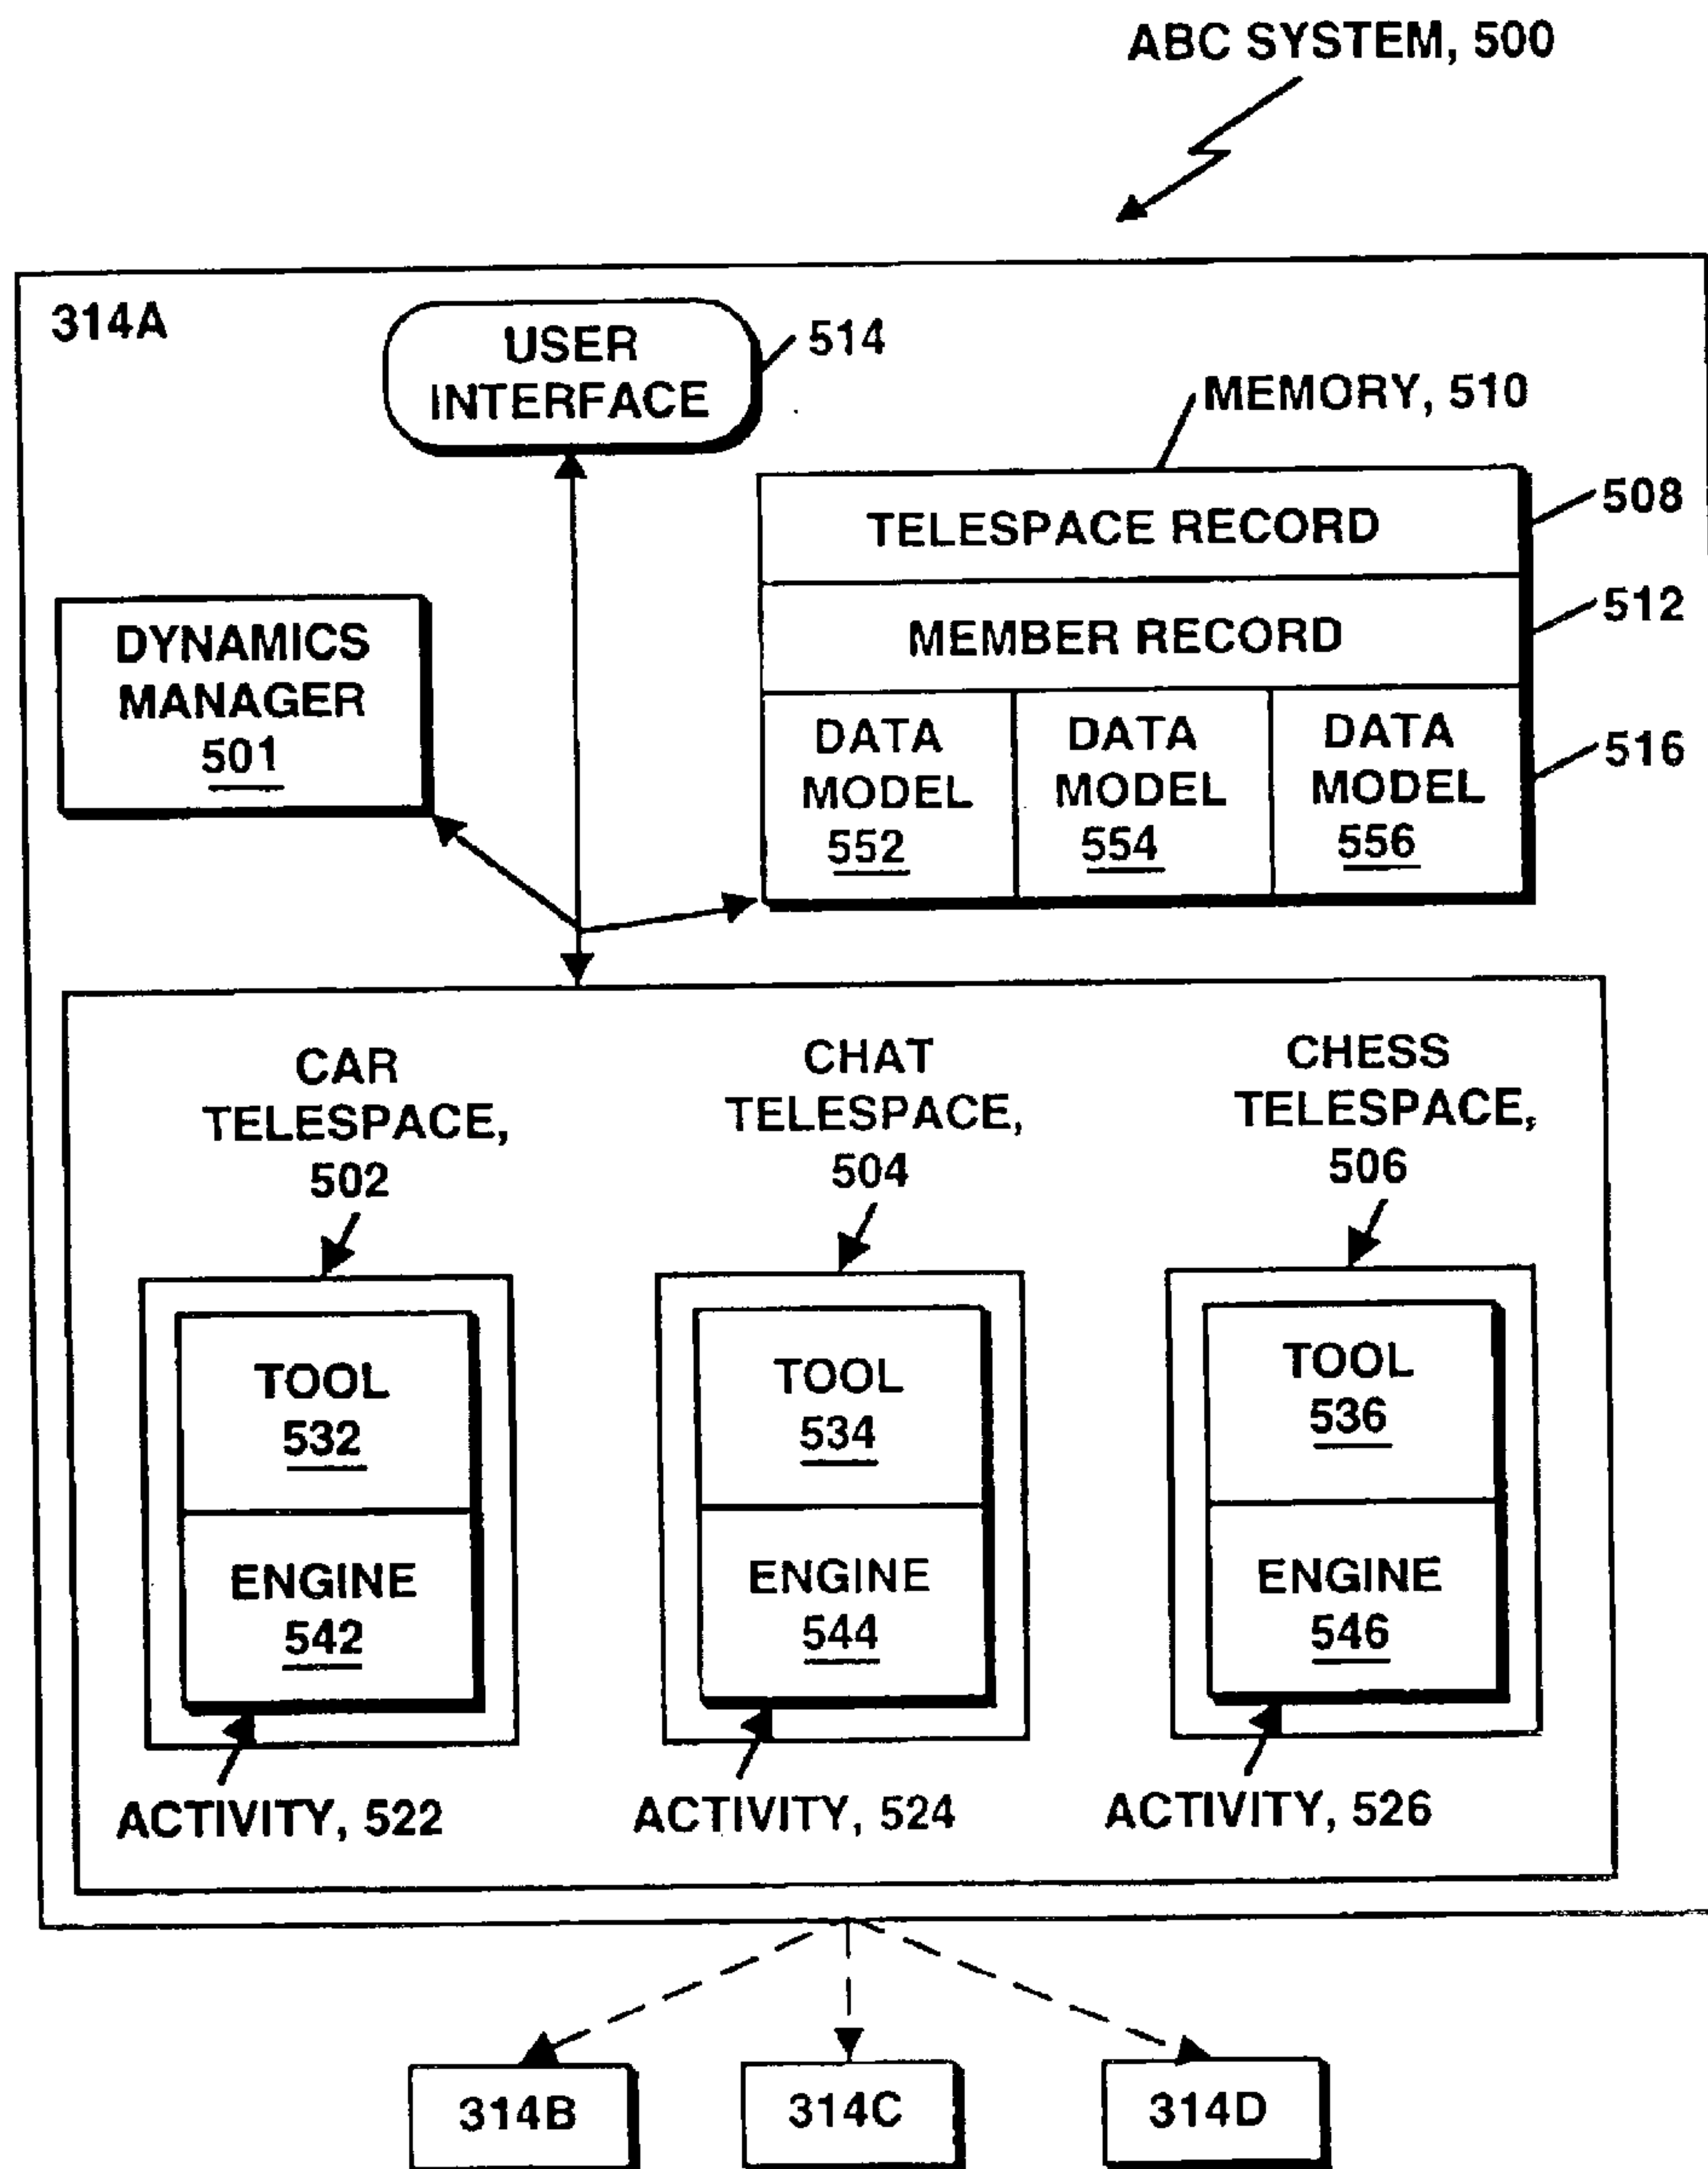 ABC SYSTEM, 500
314A
USER
INTERFACE
514
MEMORY, 510
TELESPACE RECORD
508
MEMBER RECORD
512
DYNAMICS
MANAGER
501
DATA
MODEL
552
DATA
MODEL
554
DATA
MODEL
556
516
CAR
TELESPACE,
502
CHAT
TELESPACE,
504
CHESS
TELESPACE,
506
TOOL
532
ENGINE
542
TOOL
534
ENGINE
544
TOOL
536
ENGINE
546
ACTIVITY, 522
ACTIVITY, 524
ACTIVITY, 526
314B
314C
314D